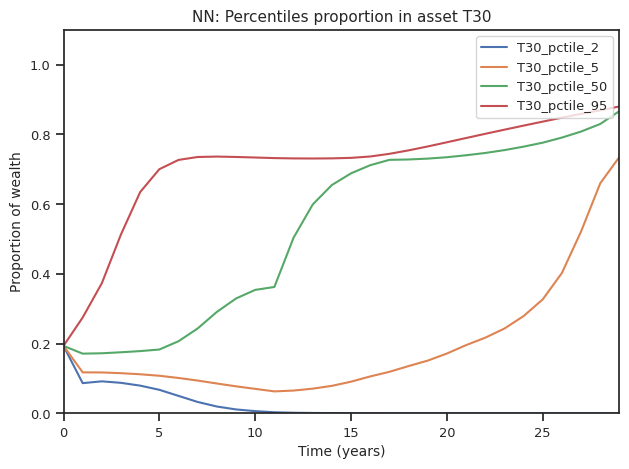 NN: Percentiles proportion in asset T30
T30_pctile_2
T30_pctile_5
T30_pctile_50
T30_pctile_95
Proportion of wealth
1.0
0.8
0.6
0.4
0.2
0.0
0 5 10 15 20 25
Time (years)